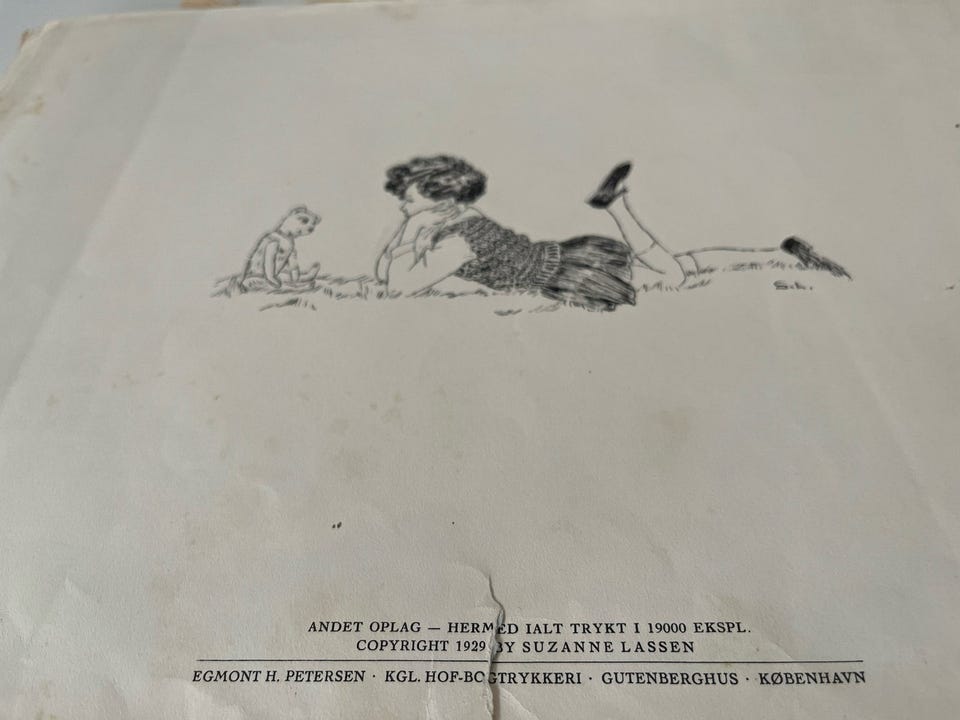 S.L.
ANDET OPLAG — HERMED IALT TRYKT I 19000 EKSPL.
COPYRIGHT 1929 BY SUZANNE LASSEN
EGMONT H. PETERSEN · KGL. HOF-BOGTRYKKERI · GUTENBERGHUS · KØBENHAVN